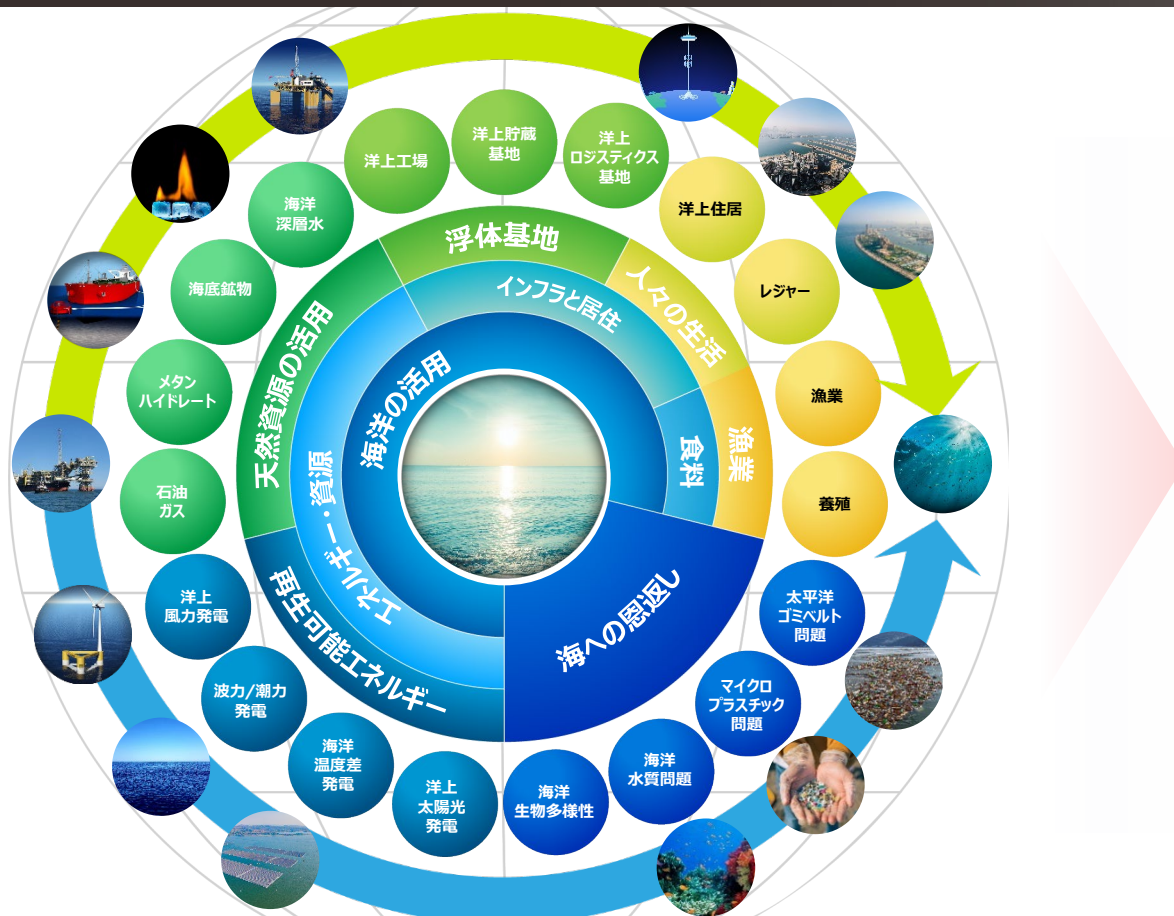 洋上貯蔵
基地
洋上
ロジスティクス
基地
洋上工場
洋上住居
海洋
深層水
レジャー
海底鉱物
メタン
ハイドレート
漁業
石油
ガス
養殖
浮体基地
インフラと居住
人々の生活
天然資源の活用
海洋の活用
漁業
食料
エネルギー・資源
再生可能エネルギー
海への恩返し
洋上
風力発電
太平洋
ゴミベルト
問題
波力/潮力
発電
マイクロ
プラスチック
問題
海洋
温度差
発電
海洋
水質問題
洋上
太陽光
発電
海洋
生物多様性